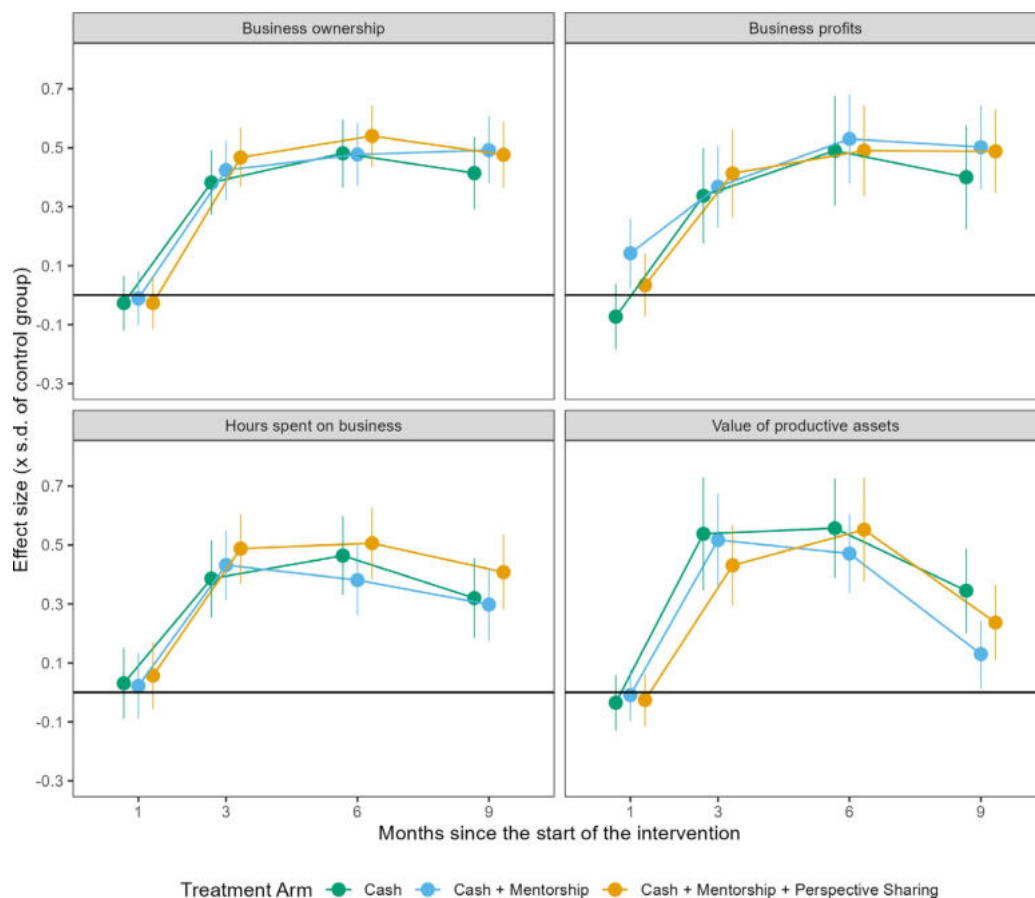 Business ownership
Business profits
0.7
0.5
0.3
0.1
-0.1
-0.3
Hours spent on business
Value of productive assets
0.7
0.5
0.3
0.1
-0.1
-0.3
Effect size (x s.d. of control group)
1 3 6 9
1 3 6 9
Months since the start of the intervention
Treatment Arm Cash Cash + Mentorship Cash + Mentorship + Perspective Sharing